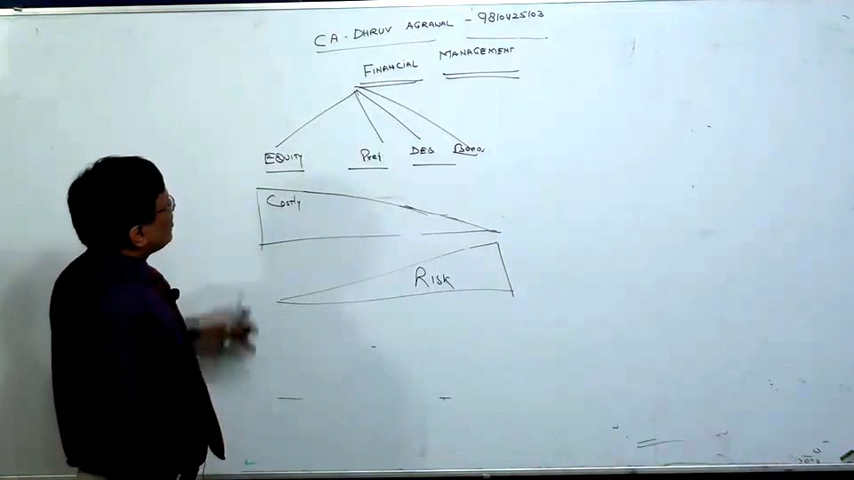 CA - DHRUV AGRAWAL - 9810425103
FINANCIAL MANAGEMENT
EQUITY Pref DEB
Costly
Risk